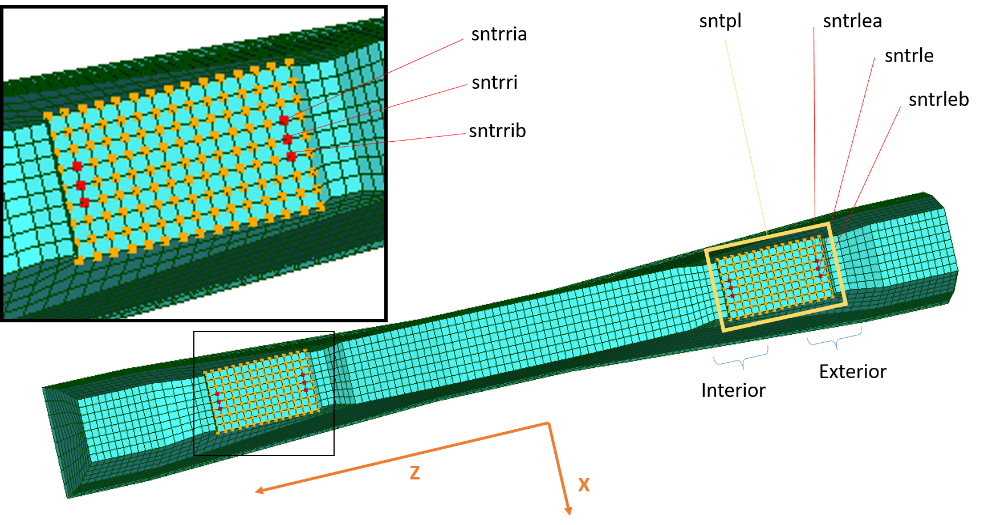 sntrria
sntrri
sntrrib
sntpl
sntrlea
sntrle
sntrleb
Interior
Exterior
Z
X